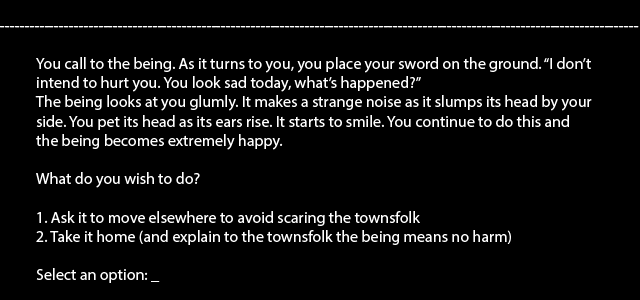 You call to the being. As it turns to you, you place your sword on the ground. “I don’t
intend to hurt you. You look sad today, what’s happened?”
The being looks at you glumly. It makes a strange noise as it slumps its head by your
side. You pet its head as its ears rise. It starts to smile. You continue to do this and
the being becomes extremely happy.
What do you wish to do?
1. Ask it to move elsewhere to avoid scaring the townsfolk
2. Take it home (and explain to the townsfolk the being means no harm)
Select an option: _